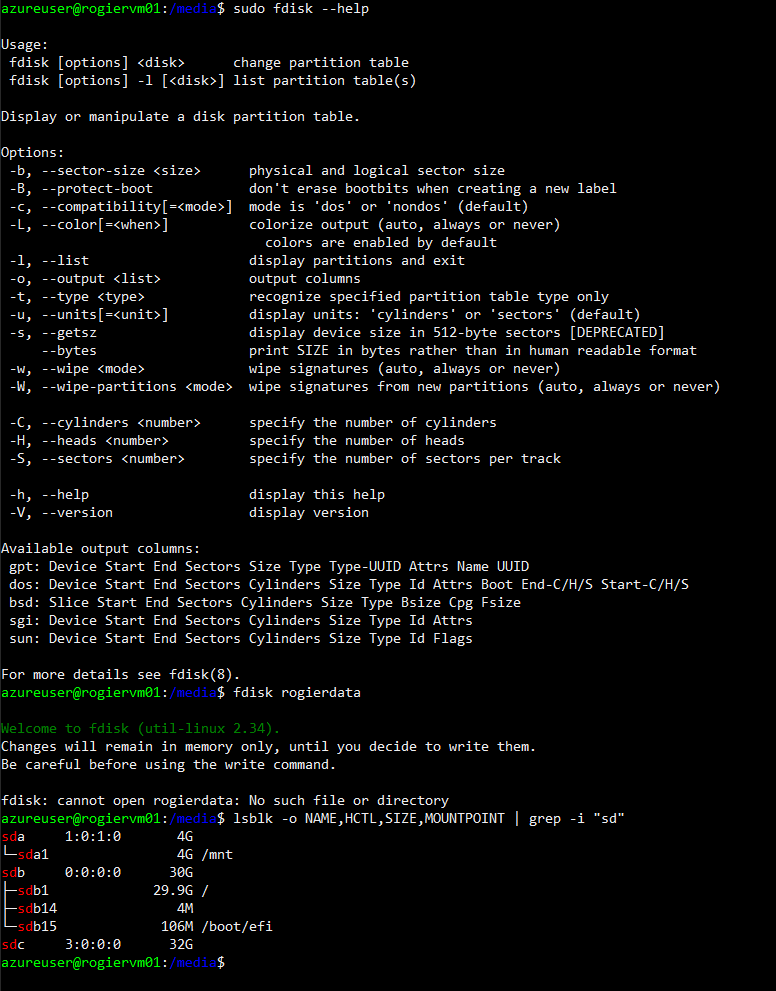 azureuser@rogiervm01:/media$ sudo fdisk --help

Usage:
 fdisk [options] <disk>      change partition table
 fdisk [options] -l [<disk>] list partition table(s)

Display or manipulate a disk partition table.

Options:
 -b, --sector-size <size>      physical and logical sector size
 -B, --protect-boot            don't erase bootbits when creating a new label
 -c, --compatibility[=<mode>]  mode is 'dos' or 'nondos' (default)
 -L, --color[=<when>]          colorize output (auto, always or never)
                                 colors are enabled by default
 -l, --list                    display partitions and exit
 -o, --output <list>           output columns
 -t, --type <type>             recognize specified partition table type only
 -u, --units[=<unit>]          display units: 'cylinders' or 'sectors' (default)
 -s, --getsz                   display device size in 512-byte sectors [DEPRECATED]
     --bytes                   print SIZE in bytes rather than in human readable format
 -w, --wipe <mode>             wipe signatures (auto, always or never)
 -W, --wipe-partitions <mode>  wipe signatures from new partitions (auto, always or never)

 -C, --cylinders <number>      specify the number of cylinders
 -H, --heads <number>          specify the number of heads
 -S, --sectors <number>        specify the number of sectors per track

 -h, --help                    display this help
 -V, --version                 display version

Available output columns:
 gpt: Device Start End Sectors Size Type Type-UUID Attrs Name UUID
 dos: Device Start End Sectors Cylinders Size Type Id Attrs Boot End-C/H/S Start-C/H/S
 bsd: Slice Start End Sectors Cylinders Size Type Bsize Cpg Fsize
 sgi: Device Start End Sectors Cylinders Size Type Id Attrs
 sun: Device Start End Sectors Cylinders Size Type Id Flags

For more details see fdisk(8).
azureuser@rogiervm01:/media$ fdisk rogierdata

Welcome to fdisk (util-linux 2.34).
Changes will remain in memory only, until you decide to write them.
Be careful before using the write command.

fdisk: cannot open rogierdata: No such file or directory
azureuser@rogiervm01:/media$ lsblk -o NAME,HCTL,SIZE,MOUNTPOINT | grep -i "sd"
sda     1:0:1:0       4G
└─sda1                4G /mnt
sdb     0:0:0:0      30G
├─sdb1             29.9G /
├─sdb14               4M
└─sdb15             106M /boot/efi
sdc     3:0:0:0      32G
azureuser@rogiervm01:/media$